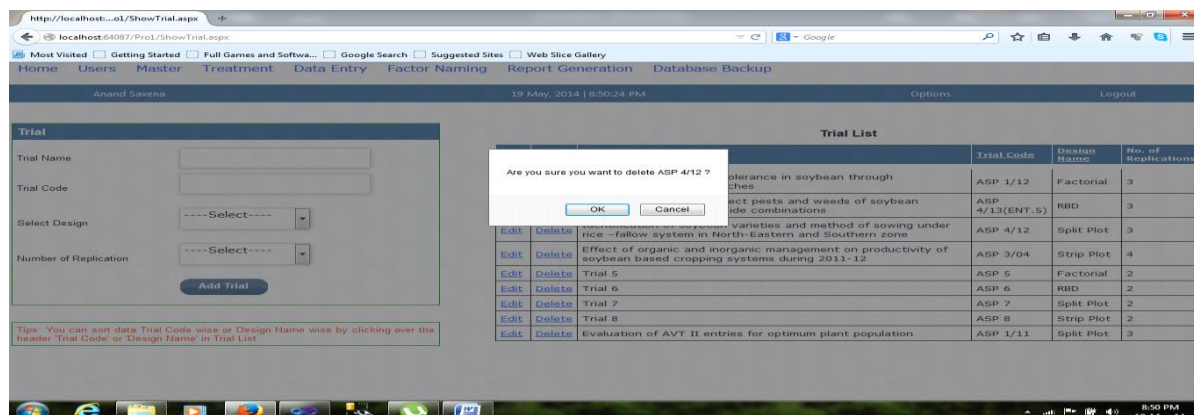 http://localhost:...o1/ShowTrial.aspx +
localhost:64087/Pro1/ShowTrial.aspx Google
Most Visited Getting Started Full Games and Softwa... Google Search Suggested Sites Web Slice Gallery
Home Users Master Treatment Data Entry Factor Naming Report Generation Database Backup
Anand Saxena 19 May, 2014 | 8:50:24 PM Options Logout
Trial
Trial Name
Trial Code
Select Design ----Select----
Number of Replication ----Select----
Add Trial
Tips: You can sort data Trial Code wise or Design Name wise by clicking over the
header 'Trial Code' or 'Design Name' in Trial List
Trial List
Trial Code Design Name No. of Replications
Are you sure you want to delete ASP 4/12 ?
OK Cancel
olerance in soybean through
ches ASP 1/12 Factorial 3
ect pests and weeds of soybean
ide combinations ASP 4/13(ENT.S) RBD 3
Edit Delete varieties and method of sowing under
rice -fallow system in North-Eastern and Southern zone ASP 4/12 Split Plot 3
Edit Delete Effect of organic and inorganic management on productivity of
soybean based cropping systems during 2011-12 ASP 3/04 Strip Plot 4
Edit Delete Trial 5 ASP 5 Factorial 2
Edit Delete Trial 6 ASP 6 RBD 2
Edit Delete Trial 7 ASP 7 Split Plot 2
Edit Delete Trial 8 ASP 8 Strip Plot 2
Edit Delete Evaluation of AVT II entries for optimum plant population ASP 1/11 Split Plot 3
8:50 PM